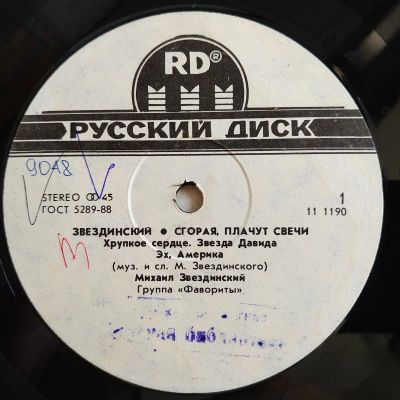 RD®
РУССКИЙ ДИСК
9048
STEREO ꝏ 45
ГОСТ 5289-88
1
11 1190
ЗВЕЗДИНСКИЙ ● СГОРАЯ, ПЛАЧУТ СВЕЧИ
Хрупкое сердце. Звезда Давида
Эх, Америка
(муз. и сл. М. Звездинского)
Михаил Звездинский
Группа «Фавориты»